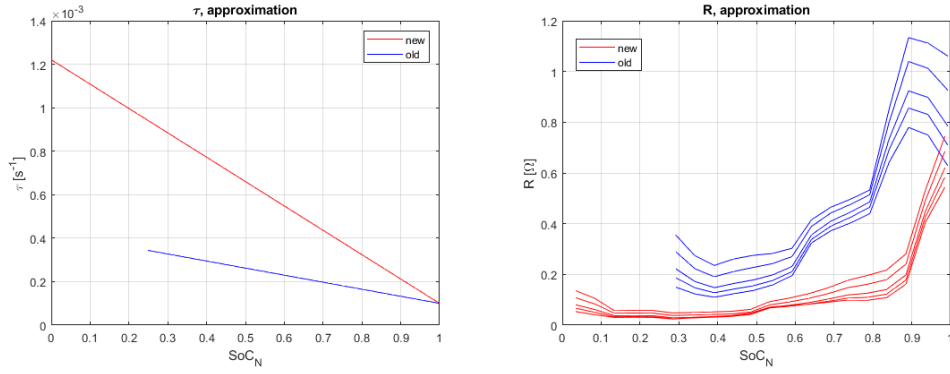 τ, approximation
×10⁻³
1.4
1.2
1
0.8
0.6
0.4
0.2
0
τ [s⁻¹]
new
old
0 0.1 0.2 0.3 0.4 0.5 0.6 0.7 0.8 0.9 1
SoC_N
R, approximation
1.2
1
0.8
0.6
0.4
0.2
0
R [Ω]
new
old
0 0.1 0.2 0.3 0.4 0.5 0.6 0.7 0.8 0.9 1
SoC_N